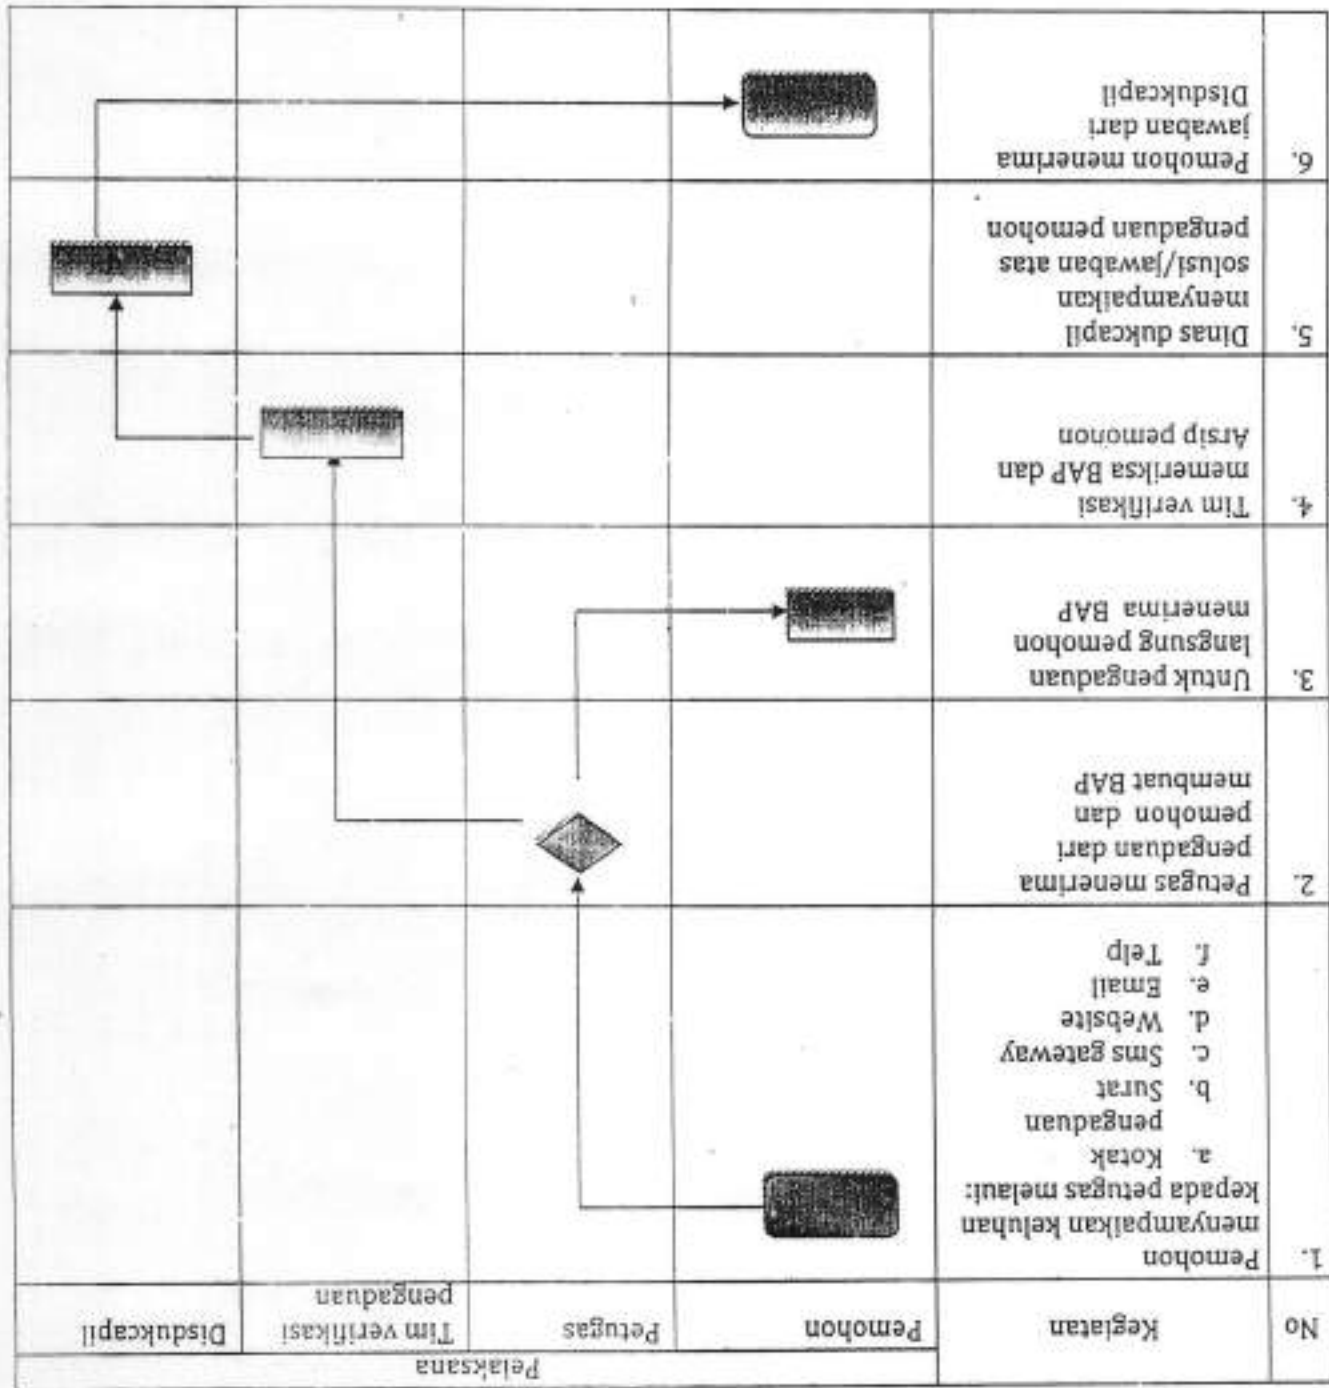 Pelaksana
No
Kegiatan
Pemohon
Petugas
Tim verifikasi
pengaduan
Disdukcapil
1.
Pemohon
menyampaikan keluhan
kepada petugas melaui:
a. Kotak
pengaduan
b. Surat
c. Sms gateway
d. Website
e. Email
f. Telp
2.
Petugas menerima
pengaduan dari
pemohon dan
membuat BAP
3.
Untuk pengaduan
langsung pemohon
menerima BAP
4.
Tim verifikasi
memeriksa BAP dan
Arsip pemohon
5.
Dinas dukcapil
menyampaikan
solusi/jawaban atas
pengaduan pemohon
6.
Pemohon menerima
jawaban dari
Disdukcapil